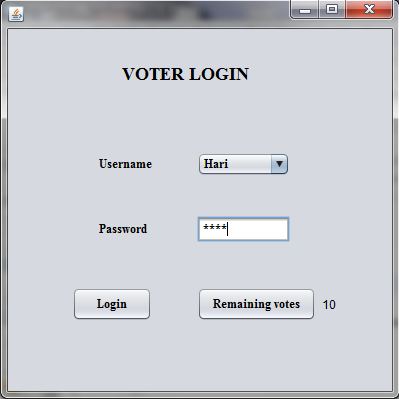 VOTER LOGIN
Username Hari
Password ****
Login Remaining votes 10